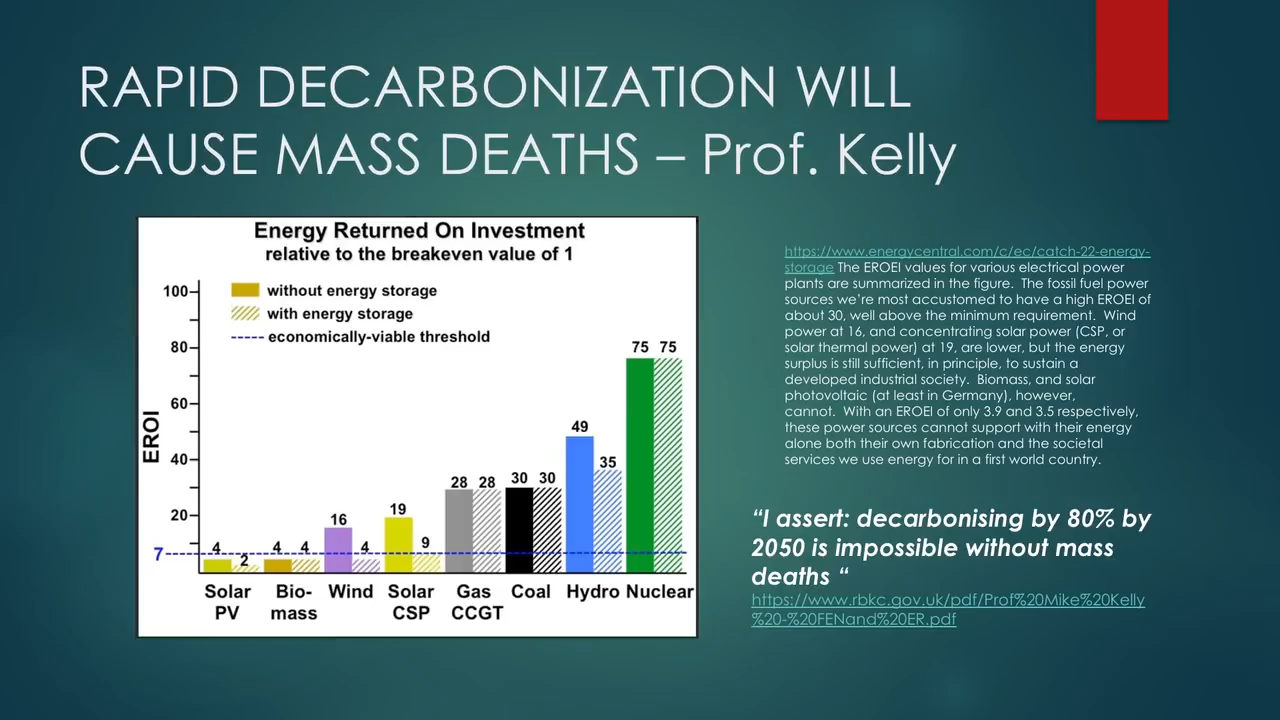 RAPID DECARBONIZATION WILL
CAUSE MASS DEATHS – Prof. Kelly
Energy Returned On Investment
relative to the breakeven value of 1
without energy storage
with energy storage
economically-viable threshold
EROI
100
80
60
40
20
7
4
2
4
4
16
4
19
9
28
28
30
30
49
35
75
75
Solar
PV
Bio-
mass
Wind
Solar
CSP
Gas
CCGT
Coal
Hydro
Nuclear
https://www.energycentral.com/c/ec/catch-22-energy-
storage The EROEI values for various electrical power
plants are summarized in the figure.  The fossil fuel power
sources we're most accustomed to have a high EROEI of
about 30, well above the minimum requirement.  Wind
power at 16, and concentrating solar power (CSP, or
solar thermal power) at 19, are lower, but the energy
surplus is still sufficient, in principle, to sustain a
developed industrial society.  Biomass, and solar
photovoltaic (at least in Germany), however,
cannot.  With an EROEI of only 3.9 and 3.5 respectively,
these power sources cannot support with their energy
alone both their own fabrication and the societal
services we use energy for in a first world country.
“I assert: decarbonising by 80% by
2050 is impossible without mass
deaths “
https://www.rbkc.gov.uk/pdf/Prof%20Mike%20Kelly
%20-%20FENand%20ER.pdf